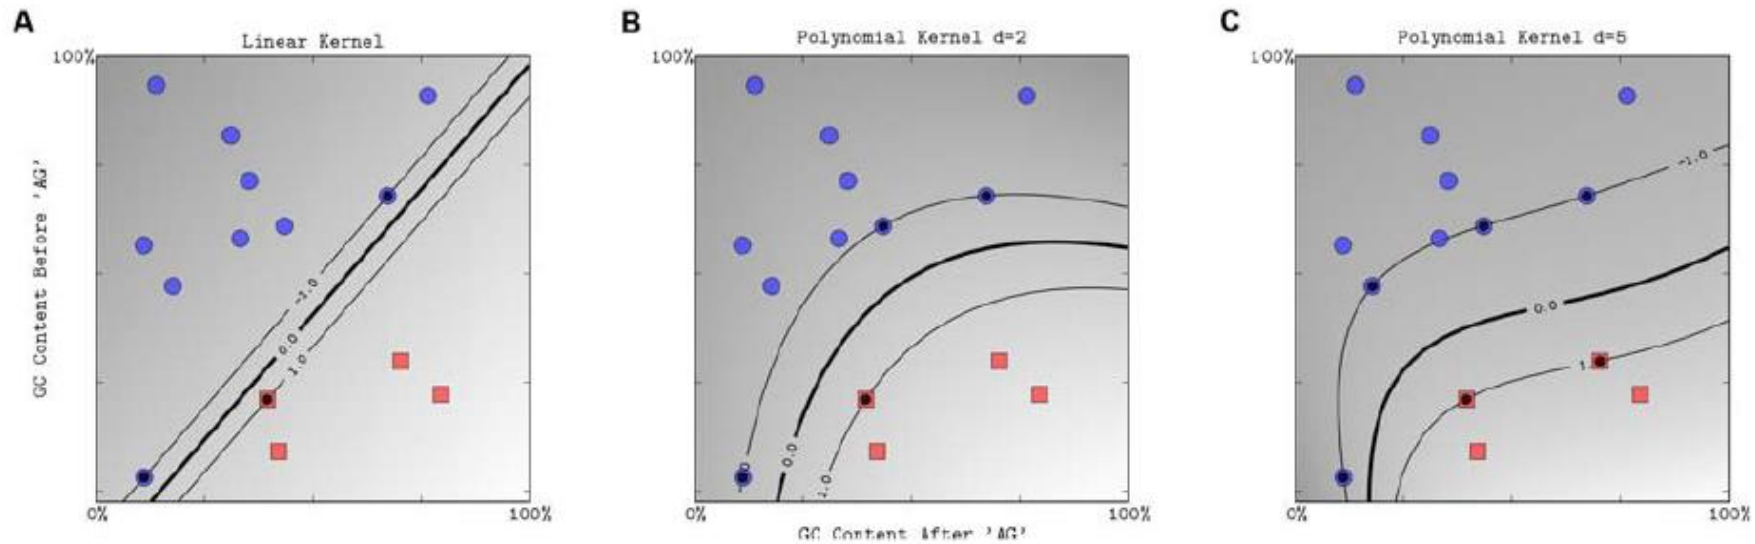 A
Linear Kernel
100%
GC Content Before 'AG'
-1.0
0.0
1.0
0%
100%
B
Polynomial Kernel d=2
100%
0.0
1.0
0%
100%
GC Content After 'AG'
C
Polynomial Kernel d=5
100%
-1.0
0.0
1.
0%
100%